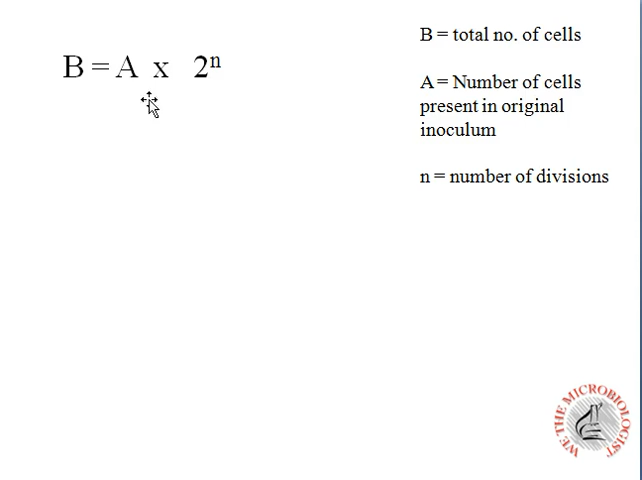 B = A x 2ⁿ
B = total no. of cells
A = Number of cells
present in original
inoculum
n = number of divisions
WE THE MICROBIOLOGIST